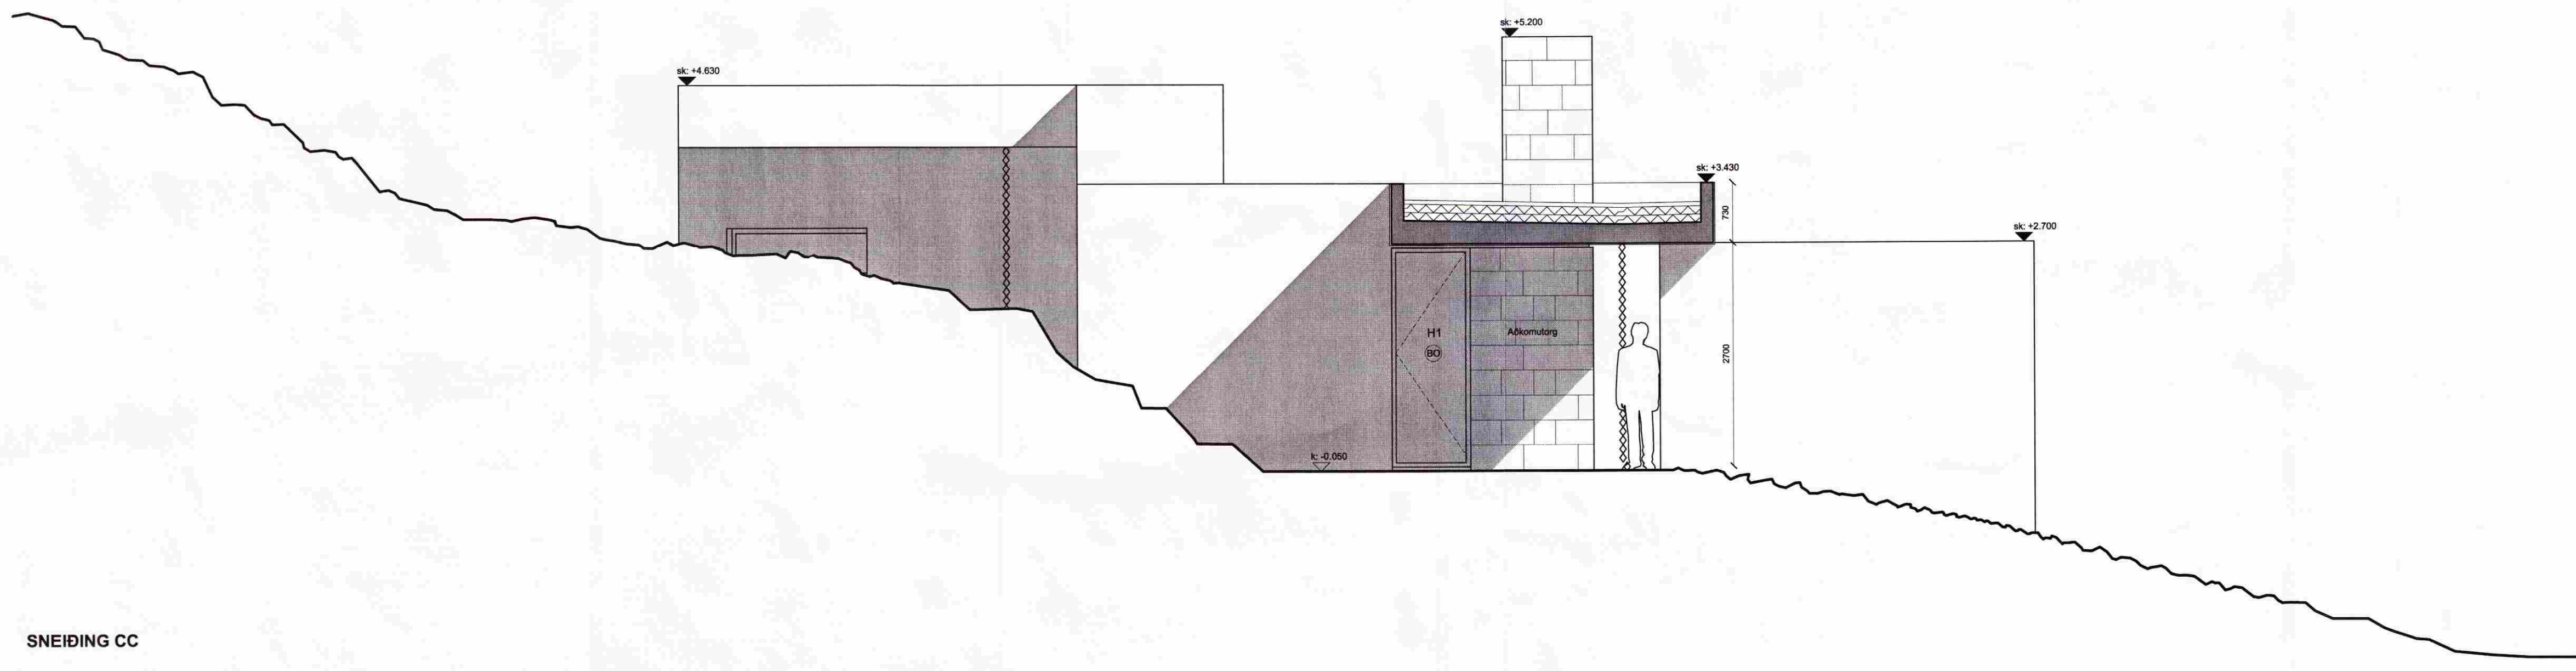 sk: +5.200
sk: +4.630
sk: +3.430
730
sk: +2.700
H1
BO
Aðkomutorg
2700
k: -0.050
SNEIÐING CC